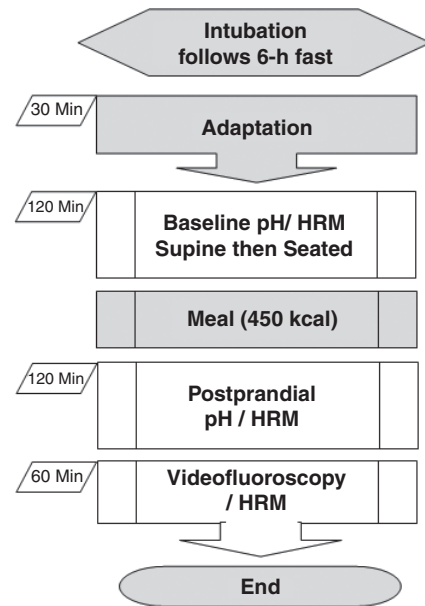 Intubation
follows 6-h fast
30 Min
Adaptation
120 Min
Baseline pH/ HRM
Supine then Seated
Meal (450 kcal)
120 Min
Postprandial
pH / HRM
60 Min
Videofluoroscopy
/ HRM
End